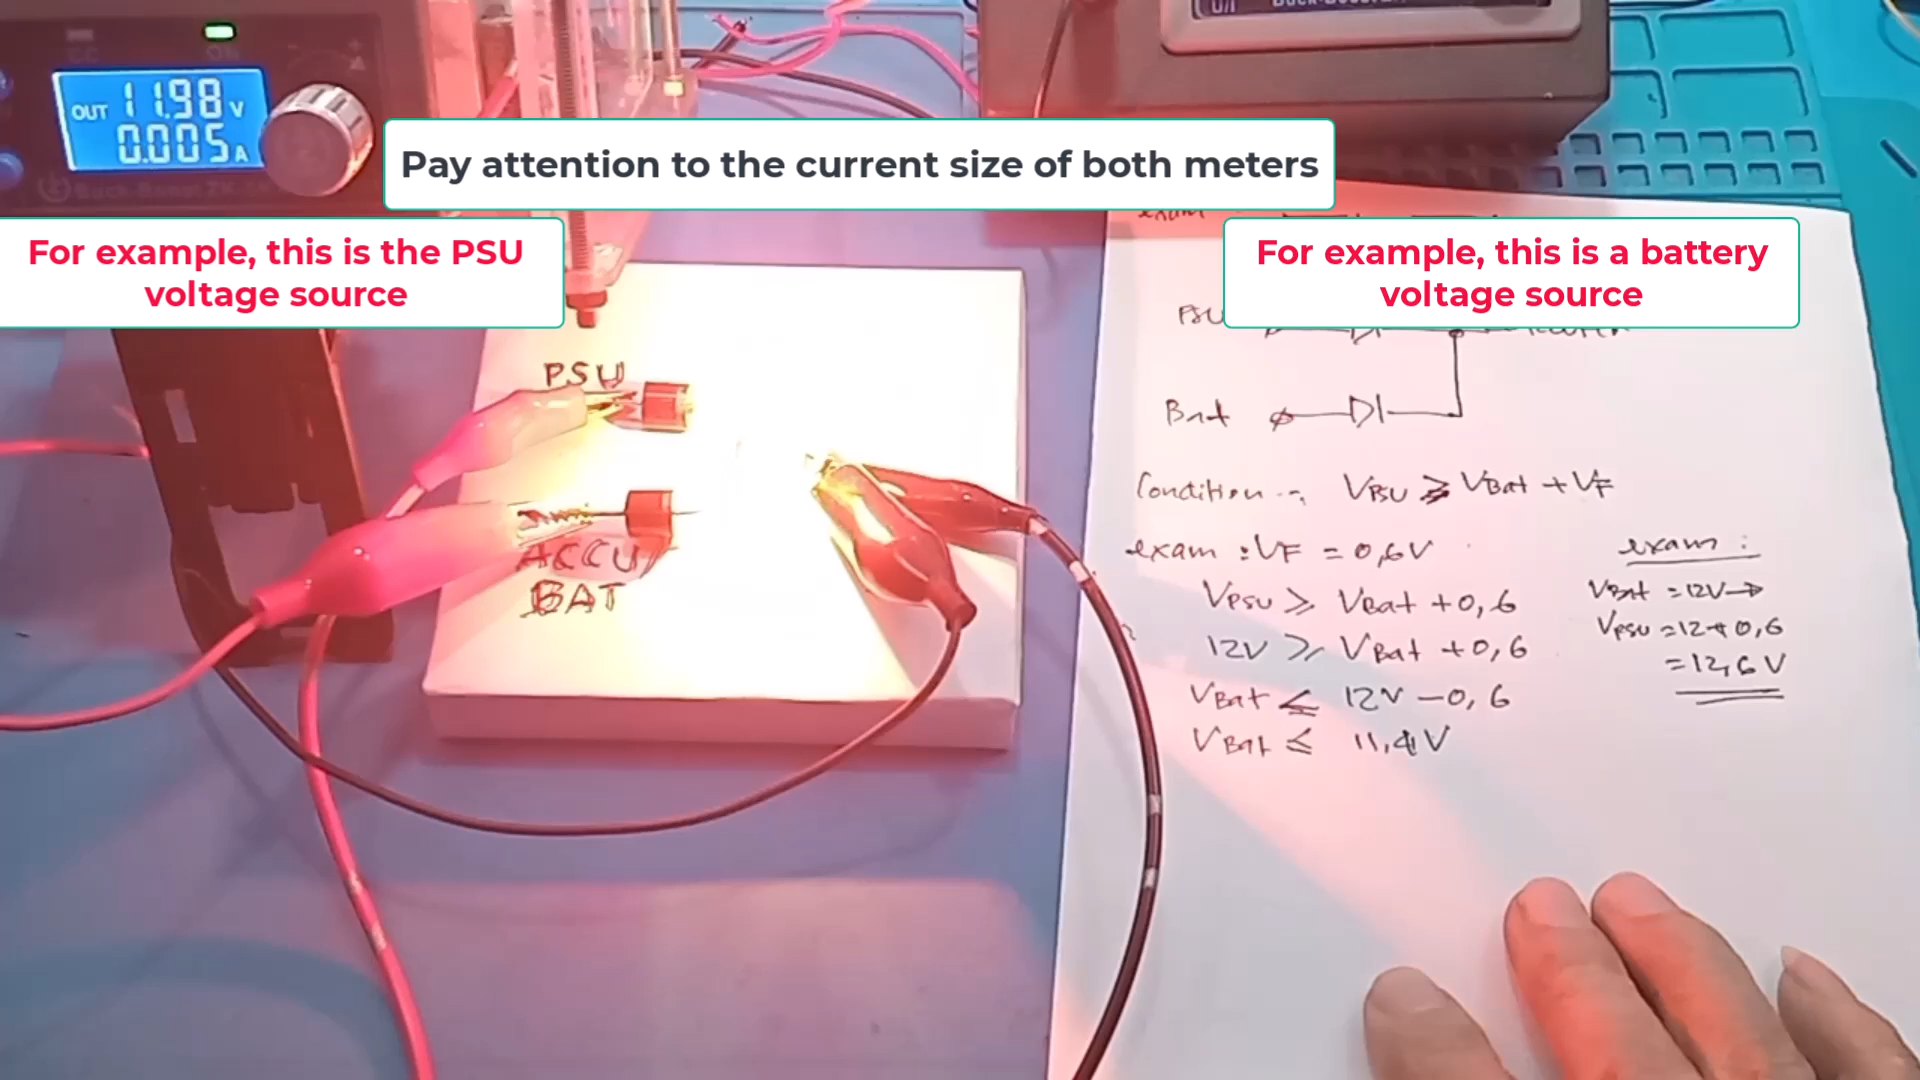 OUT 11.98 V
0.005 A
Pay attention to the current size of both meters
For example, this is the PSU
voltage source
For example, this is a battery
voltage source
PSU
ACCU/
BAT
exam
PSU
Bat
Condition : VPSU ≥ VBat + VF
exam : VF = 0,6V
VPSU ≥ VBat + 0,6
12V ≥ VBat + 0,6
VBat ≤ 12V - 0,6
VBat ≤ 11,4V
exam :
VBat = 12V →
VPSU = 12 + 0,6
= 12,6 V